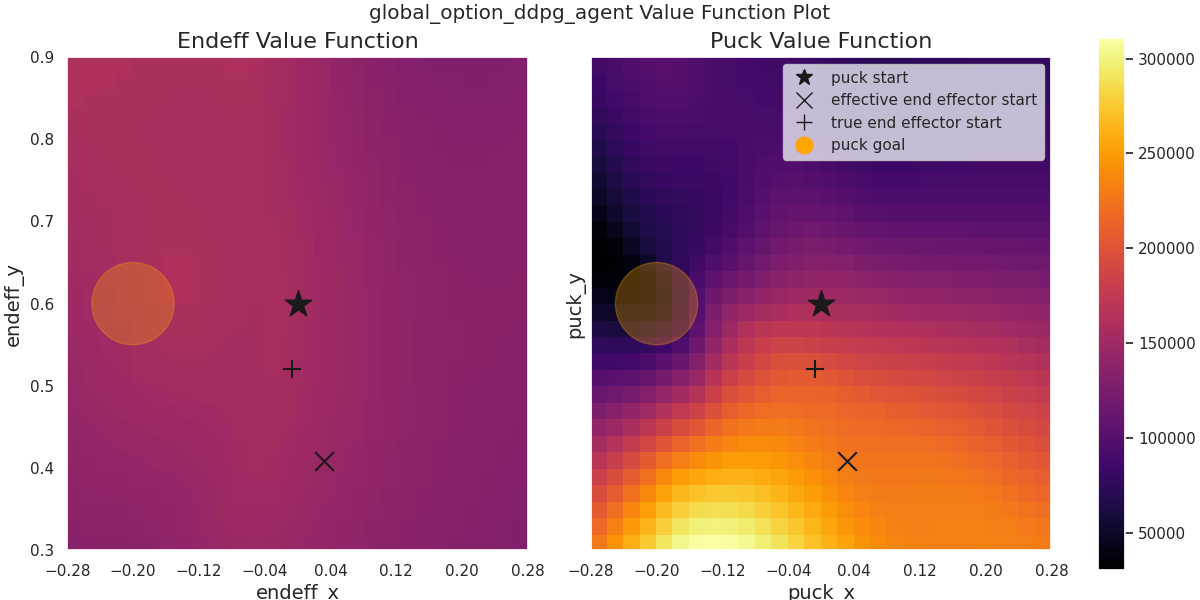 global_option_ddpg_agent Value Function Plot
Endeff Value Function
Puck Value Function
0.9
0.8
0.7
0.6
0.5
0.4
0.3
endeff_y
−0.28 −0.20 −0.12 −0.04 0.04 0.12 0.20 0.28
endeff_x
puck start
effective end effector start
true end effector start
puck goal
puck_y
−0.28 −0.20 −0.12 −0.04 0.04 0.12 0.20 0.28
puck_x
300000
250000
200000
150000
100000
50000